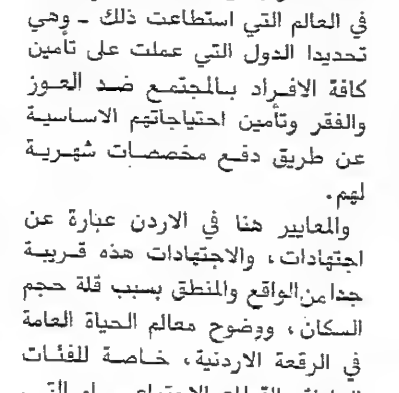 في العالم التي استطاعت ذلك ـ وهي
تحديدا الدول التي عملت على تأمين
كافة الافراد بالمجتمع ضد العوز
والفقر وتأمين احتياجاتهم الاساسية
عن طريق دفع مخصصات شهرية
لهم.
والمعايير هنا في الاردن عبارة عن
اجتهادات، والاجتهادات هذه قريبة
جدا من الواقع والمنطق بسبب قلة حجم
السكان، ووضوح معالم الحياة العامة
في الرقعة الاردنية، خاصة للفئات